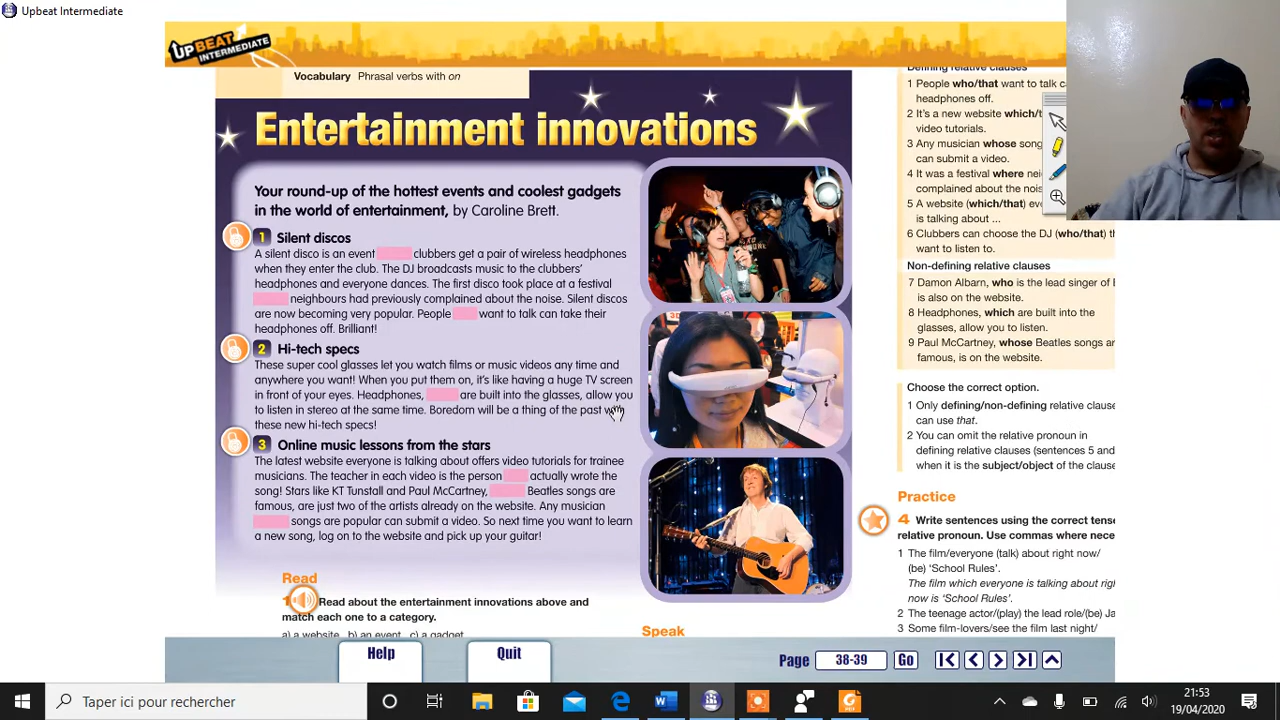 Upbeat Intermediate
UPBEAT
INTERMEDIATE
Vocabulary Phrasal verbs with on
Entertainment innovations
Your round-up of the hottest events and coolest gadgets
in the world of entertainment, by Caroline Brett.
1 Silent discos
A silent disco is an event clubbers get a pair of wireless headphones
when they enter the club. The DJ broadcasts music to the clubbers'
headphones and everyone dances. The first disco took place at a festival
neighbours had previously complained about the noise. Silent discos
are now becoming very popular. People want to talk can take their
headphones off. Brilliant!
2 Hi-tech specs
These super cool glasses let you watch films or music videos any time and
anywhere you want! When you put them on, it's like having a huge TV screen
in front of your eyes. Headphones, are built into the glasses, allow you
to listen in stereo at the same time. Boredom will be a thing of the past
these new hi-tech specs!
3 Online music lessons from the stars
The latest website everyone is talking about offers video tutorials for trainee
musicians. The teacher in each video is the person actually wrote the
song! Stars like KT Tunstall and Paul McCartney, Beatles songs are
famous, are just two of the artists already on the website. Any musician
songs are popular can submit a video. So next time you want to learn
a new song, log on to the website and pick up your guitar!
Read
1 Read about the entertainment innovations above and
match each one to a category.
a) a website b) an event c) a gadget
Speak
Defining relative clauses
1 People who/that want to talk ca
headphones off.
2 It's a new website which/t
video tutorials.
3 Any musician whose song
can submit a video.
4 It was a festival where nei
complained about the nois
5 A website (which/that) eve
is talking about ...
6 Clubbers can choose the DJ (who/that) th
want to listen to.
Non-defining relative clauses
7 Damon Albarn, who is the lead singer of
is also on the website.
8 Headphones, which are built into the
glasses, allow you to listen.
9 Paul McCartney, whose Beatles songs ar
famous, is on the website.
Choose the correct option.
1 Only defining/non-defining relative clause
can use that.
2 You can omit the relative pronoun in
defining relative clauses (sentences 5 and
when it is the subject/object of the clause
Practice
4 Write sentences using the correct tense
relative pronoun. Use commas where nece
1 The film/everyone (talk) about right now/
(be) 'School Rules'.
The film which everyone is talking about rig
now is 'School Rules'.
2 The teenage actor/(play) the lead role/(be) Ja
3 Some film-lovers/see the film last night/
Help
Quit
Page 38-39 Go
Taper ici pour rechercher
21:53
19/04/2020